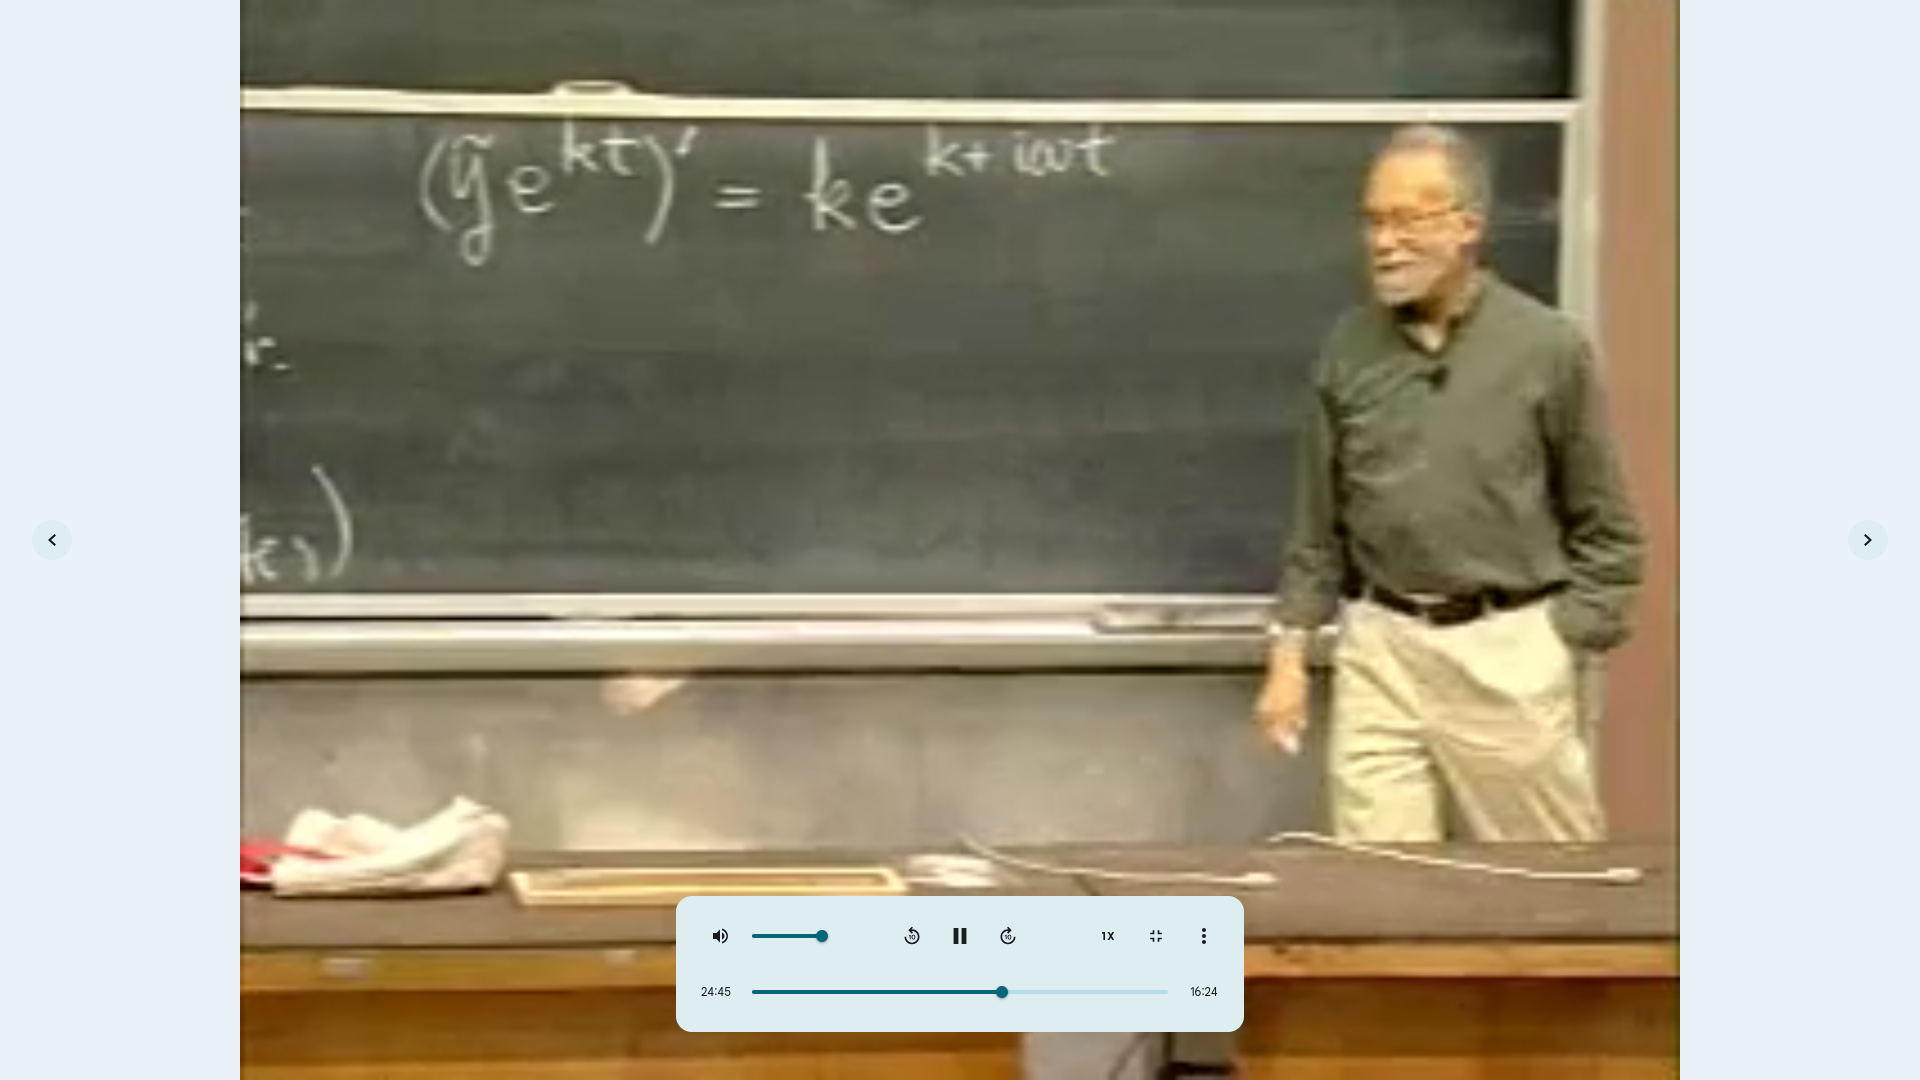 (ỹe^{kt})' = ke^{k+iωt}
r.
k)
1X
24:45
16:24